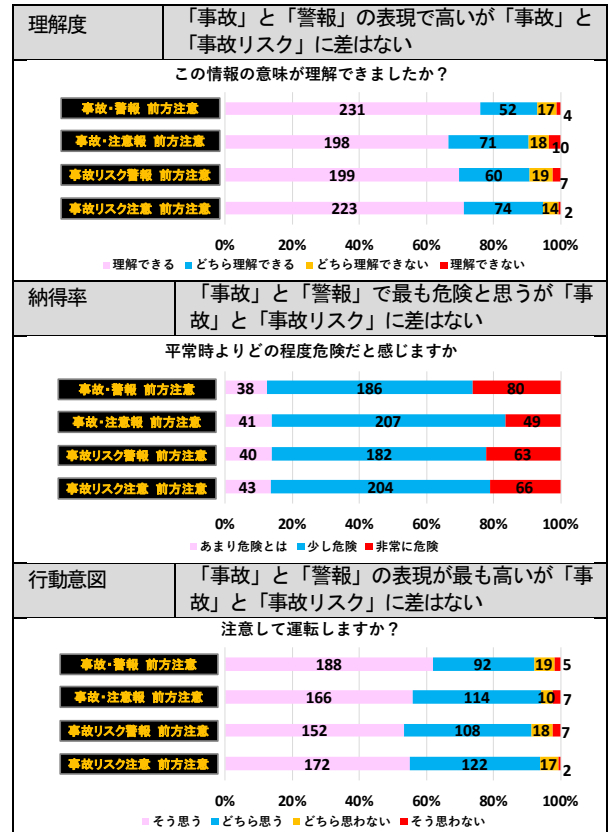 理解度
「事故」と「警報」の表現で高いが「事故」と
「事故リスク」に差はない
この情報の意味が理解できましたか？
事故・警報 前方注意
231 52 17 4
事故・注意報 前方注意
198 71 18 10
事故リスク警報 前方注意
199 60 19 7
事故リスク注意 前方注意
223 74 14 2
0% 20% 40% 60% 80% 100%
理解できる どちら理解できる どちら理解できない 理解できない
納得率
「事故」と「警報」で最も危険と思うが「事
故」と「事故リスク」に差はない
平常時よりどの程度危険だと感じますか
事故・警報 前方注意
38 186 80
事故・注意報 前方注意
41 207 49
事故リスク警報 前方注意
40 182 63
事故リスク注意 前方注意
43 204 66
0% 20% 40% 60% 80% 100%
あまり危険とは 少し危険 非常に危険
行動意図
「事故」と「警報」の表現が最も高いが「事
故」と「事故リスク」に差はない
注意して運転しますか？
事故・警報 前方注意
188 92 19 5
事故・注意報 前方注意
166 114 10 7
事故リスク警報 前方注意
152 108 18 7
事故リスク注意 前方注意
172 122 17 2
0% 20% 40% 60% 80% 100%
そう思う どちら思う どちら思わない そう思わない